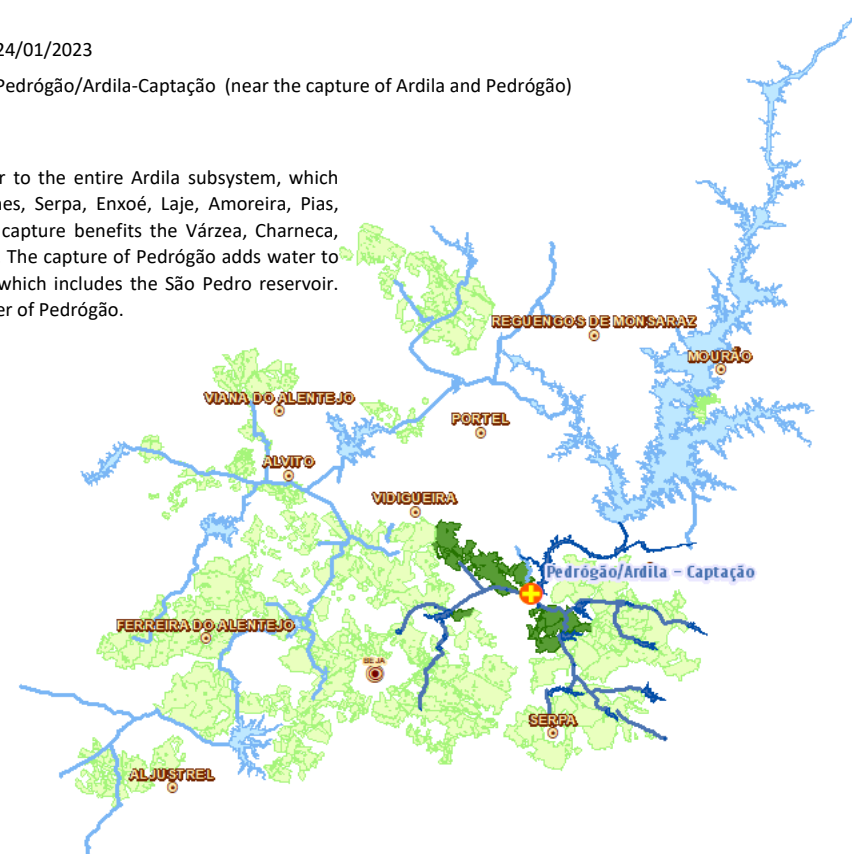 24/01/2023
Pedrógão/Ardila-Captação (near the capture of Ardila and Pedrógão)
r to the entire Ardila subsystem, which
nes, Serpa, Enxoé, Laje, Amoreira, Pias,
capture benefits the Várzea, Charneca,
The capture of Pedrógão adds water to
which includes the São Pedro reservoir.
er of Pedrógão.
REGUENGOS DE MONSARAZ
MOURÃO
VIANA DO ALENTEJO
PORTEL
ALVITO
VIDIGUEIRA
Pedrógão/Ardila – Captação
FERREIRA DO ALENTEJO
BEJA
SERPA
ALJUSTREL